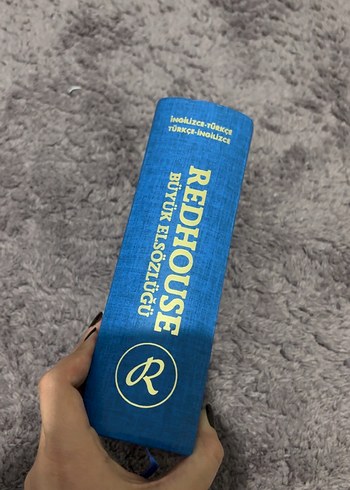 İNGİLİZCE-TÜRKÇE
TÜRKÇE-İNGİLİZCE
REDHOUSE
BÜYÜK ELSÖZLÜĞÜ
R